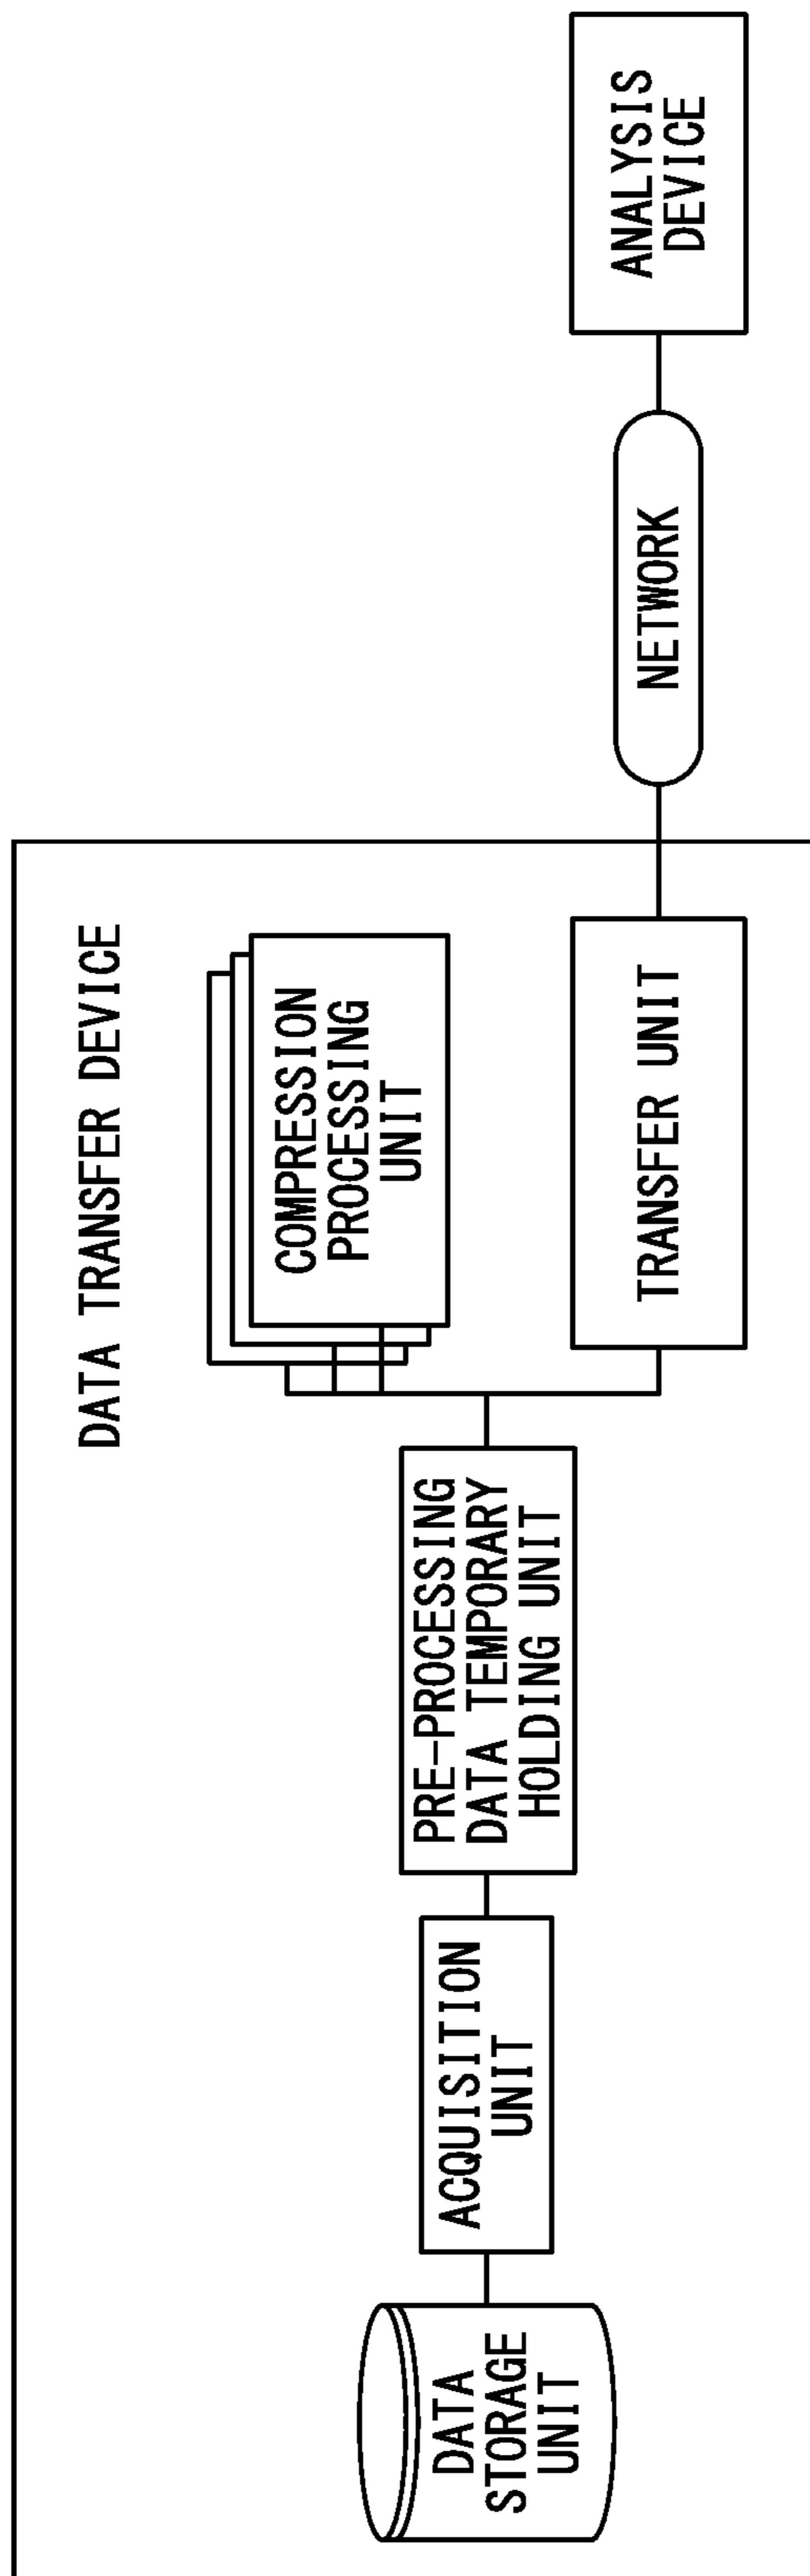 DATA TRANSFER DEVICE
DATA
STORAGE
UNIT
ACQUISITION
UNIT
PRE-PROCESSING
DATA TEMPORARY
HOLDING UNIT
COMPRESSION
PROCESSING
UNIT
TRANSFER UNIT
NETWORK
ANALYSIS
DEVICE